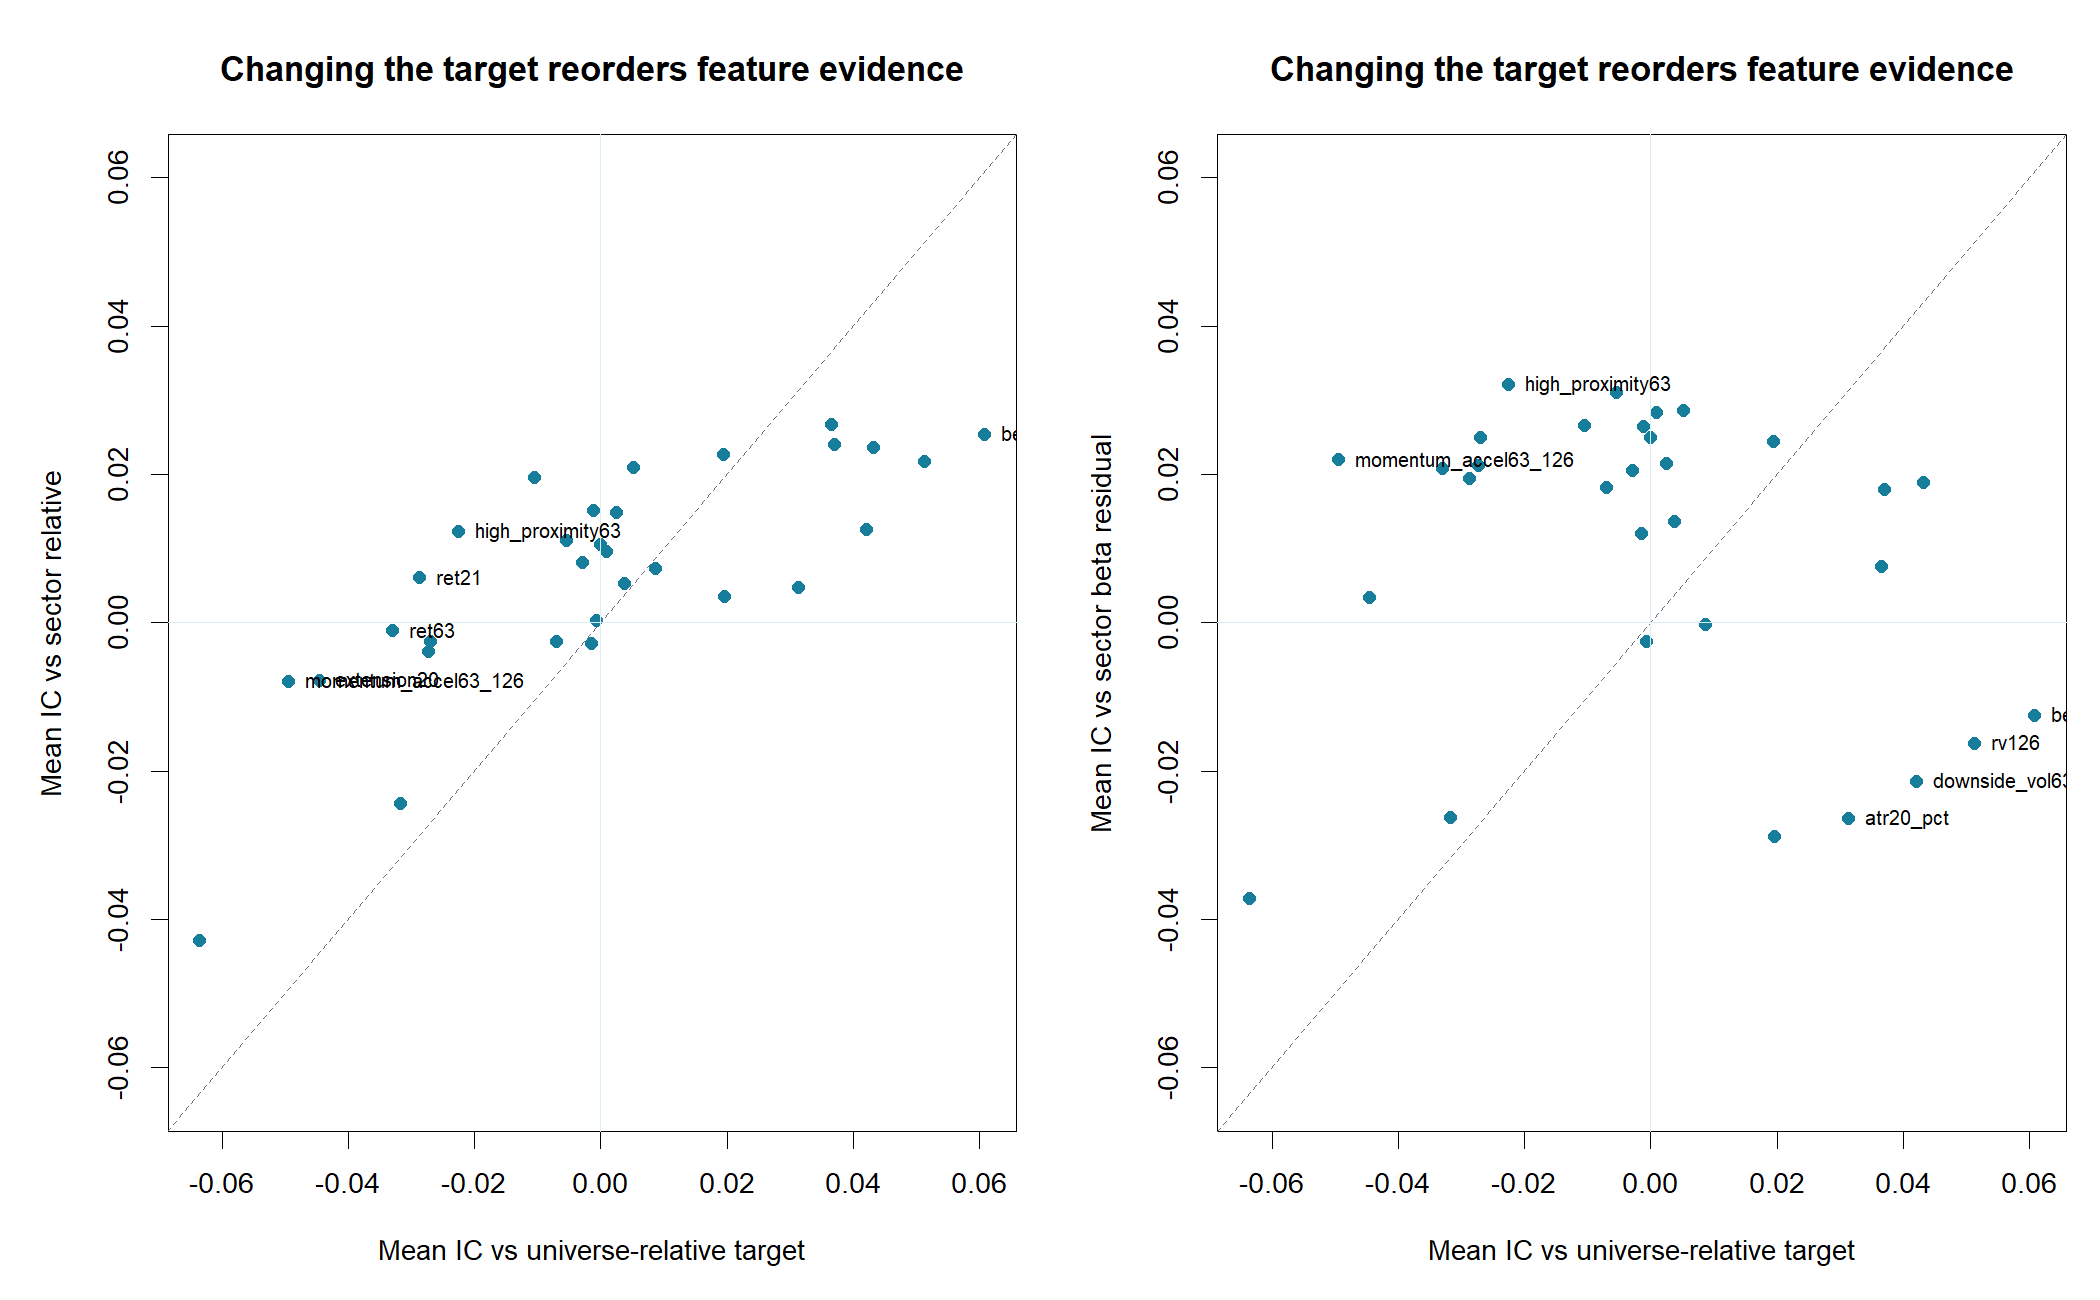 Changing the target reorders feature evidence
Mean IC vs sector relative
0.06
0.04
0.02
0.00
-0.02
-0.04
-0.06
be
high_proximity63
ret21
ret63
extension20
momentum_accel63_126
-0.06
-0.04
-0.02
0.00
0.02
0.04
0.06
Mean IC vs universe-relative target
Changing the target reorders feature evidence
Mean IC vs sector beta residual
0.06
0.04
0.02
0.00
-0.02
-0.04
-0.06
high_proximity63
momentum_accel63_126
be
rv126
downside_vol63
atr20_pct
-0.06
-0.04
-0.02
0.00
0.02
0.04
0.06
Mean IC vs universe-relative target